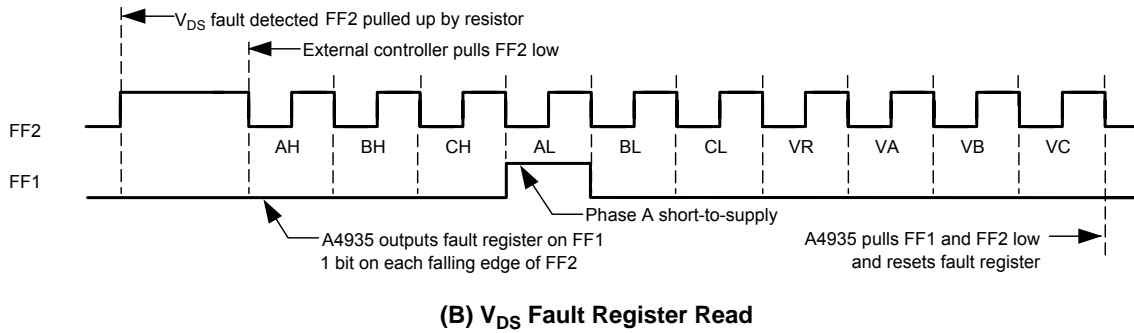 V_DS fault detected FF2 pulled up by resistor
External controller pulls FF2 low
FF2
AH BH CH AL BL CL VR VA VB VC
FF1
Phase A short-to-supply
A4935 outputs fault register on FF1
1 bit on each falling edge of FF2
A4935 pulls FF1 and FF2 low
and resets fault register
(B) V_DS Fault Register Read